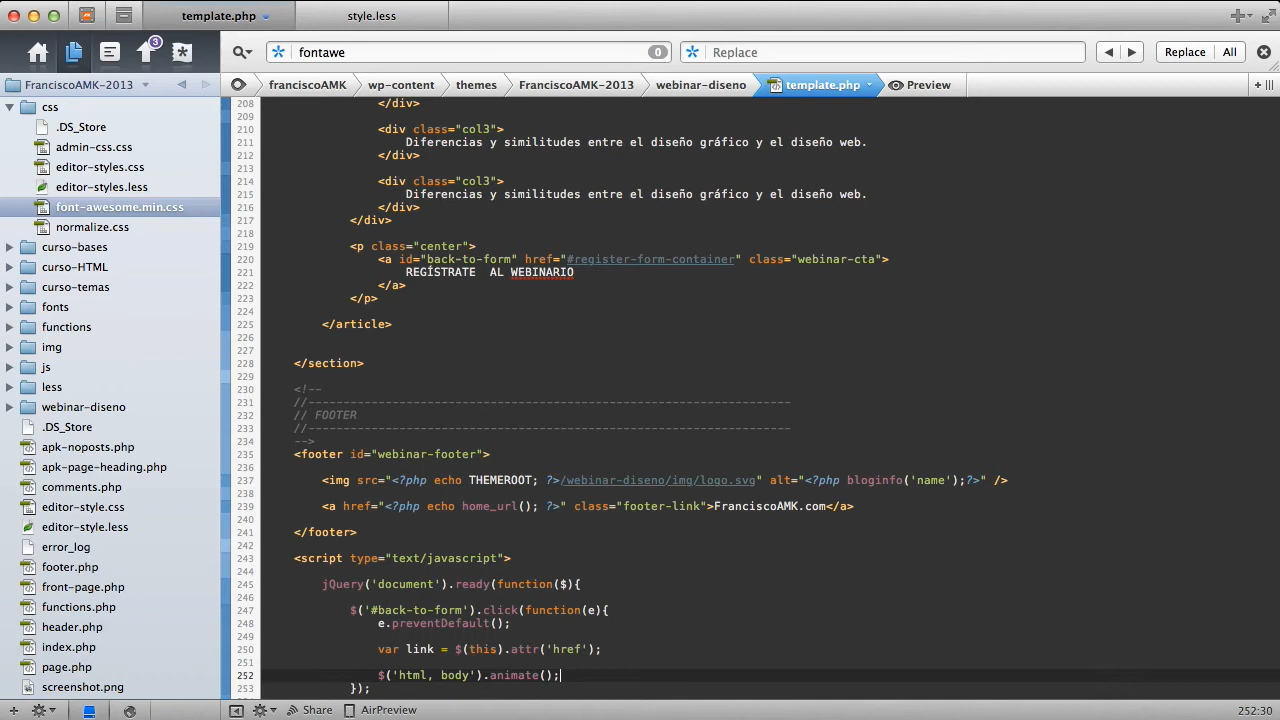 template.php
style.less
3
fontawe
0
Replace
Replace
All
FranciscoAMK-2013
franciscoAMK
wp-content
themes
FranciscoAMK-2013
webinar-diseno
template.php
Preview
css
.DS_Store
admin-css.css
editor-styles.css
editor-styles.less
font-awesome.min.css
normalize.css
curso-bases
curso-HTML
curso-temas
fonts
functions
img
js
less
webinar-diseno
.DS_Store
apk-noposts.php
apk-page-heading.php
comments.php
editor-style.css
editor-style.less
error_log
footer.php
front-page.php
functions.php
header.php
index.php
page.php
screenshot.png
208 </div>
209
210 <div class="col3">
211 Diferencias y similitudes entre el diseño gráfico y el diseño web.
212 </div>
213
214 <div class="col3">
215 Diferencias y similitudes entre el diseño gráfico y el diseño web.
216 </div>
217 </div>
218
219 <p class="center">
220 <a id="back-to-form" href="#register-form-container" class="webinar-cta">
221 REGÍSTRATE  AL WEBINARIO
222 </a>
223 </p>
224
225 </article>
226
227
228 </section>
229
230 <!--
231 //---------------------------------------------------------------------
232 // FOOTER
233 //---------------------------------------------------------------------
234 -->
235 <footer id="webinar-footer">
236
237 <img src="<?php echo THEMEROOT; ?>/webinar-diseno/img/logo.svg" alt="<?php bloginfo('name');?>" />
238
239 <a href="<?php echo home_url(); ?>" class="footer-link">FranciscoAMK.com</a>
240
241 </footer>
242
243 <script type="text/javascript">
244
245 jQuery('document').ready(function($){
246
247 $('#back-to-form').click(function(e){
248 e.preventDefault();
249
250 var link = $(this).attr('href');
251
252 $('html, body').animate();
253 });
Share
AirPreview
252:30